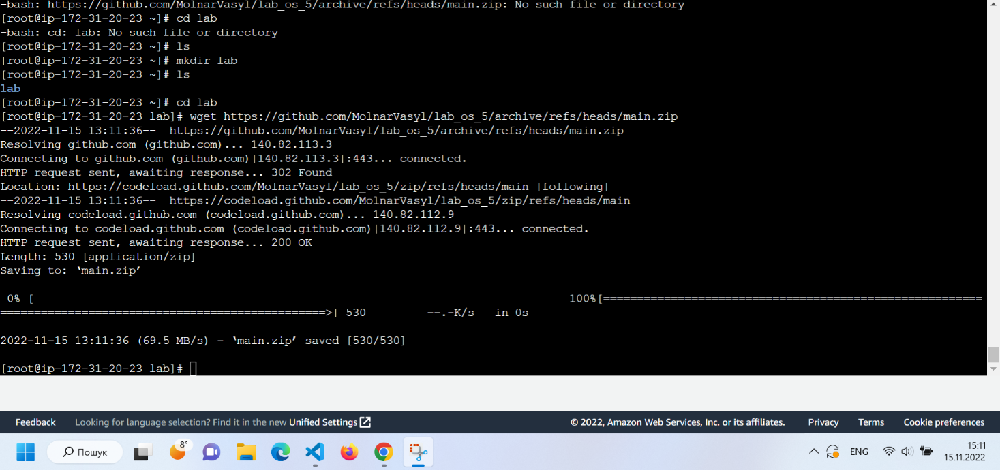 -bash: https://github.com/MolnarVasyl/lab_os_5/archive/refs/heads/main.zip: No such file or directory
[root@ip-172-31-20-23 ~]# cd lab
-bash: cd: lab: No such file or directory
[root@ip-172-31-20-23 ~]# ls
[root@ip-172-31-20-23 ~]# mkdir lab
[root@ip-172-31-20-23 ~]# ls
lab
[root@ip-172-31-20-23 ~]# cd lab
[root@ip-172-31-20-23 lab]# wget https://github.com/MolnarVasyl/lab_os_5/archive/refs/heads/main.zip
--2022-11-15 13:11:36--  https://github.com/MolnarVasyl/lab_os_5/archive/refs/heads/main.zip
Resolving github.com (github.com)... 140.82.113.3
Connecting to github.com (github.com)|140.82.113.3|:443... connected.
HTTP request sent, awaiting response... 302 Found
Location: https://codeload.github.com/MolnarVasyl/lab_os_5/zip/refs/heads/main [following]
--2022-11-15 13:11:36--  https://codeload.github.com/MolnarVasyl/lab_os_5/zip/refs/heads/main
Resolving codeload.github.com (codeload.github.com)... 140.82.112.9
Connecting to codeload.github.com (codeload.github.com)|140.82.112.9|:443... connected.
HTTP request sent, awaiting response... 200 OK
Length: 530 [application/zip]
Saving to: ‘main.zip’
0% [ 100%[========================================================
================================================>] 530 --.-K/s in 0s
2022-11-15 13:11:36 (69.5 MB/s) - ‘main.zip’ saved [530/530]
[root@ip-172-31-20-23 lab]#
Feedback Looking for language selection? Find it in the new Unified Settings © 2022, Amazon Web Services, Inc. or its affiliates. Privacy Terms Cookie preferences
Пошук 8° ENG 15:11
15.11.2022